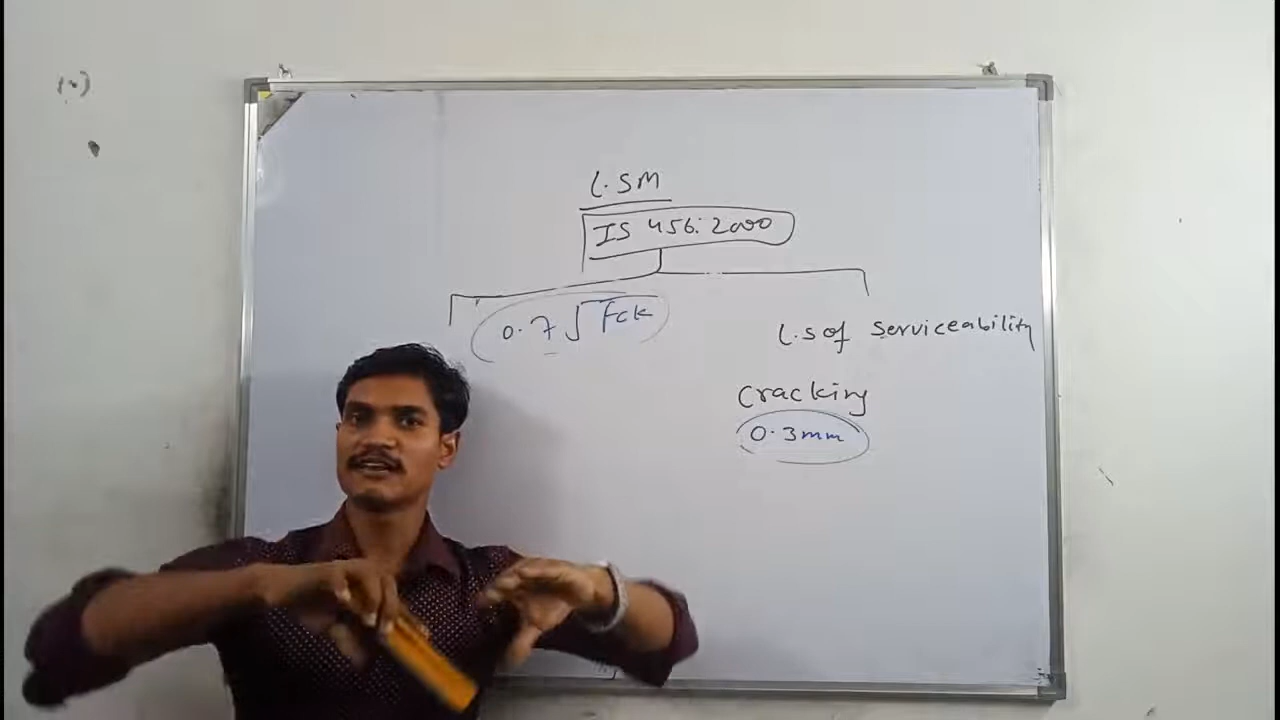 L.SM
IS 456:2000
0.7√fck
L.S of serviceability
cracking
0.3mm